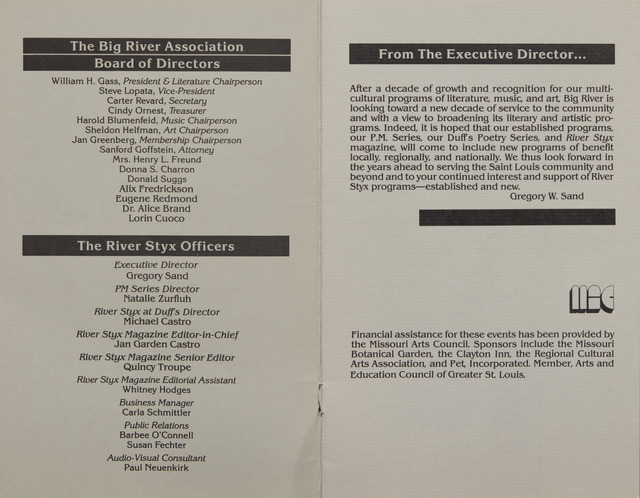 The Big River Association
Board of Directors
William H. Gass, President & Literature Chairperson
Steve Lopata, Vice-President
Carter Revard, Secretary
Cindy Ornest, Treasurer
Harold Blumenfeld, Music Chairperson
Sheldon Helfman, Art Chairperson
Jan Greenberg, Membership Chairperson
Sanford Goffstein, Attorney
Mrs. Henry L. Freund
Donna S. Charron
Donald Suggs
Alix Fredrickson
Eugene Redmond
Dr. Alice Brand
Lorin Cuoco
The River Styx Officers
Executive Director
Gregory Sand
PM Series Director
Natalie Zurfluh
River Styx at Duff's Director
Michael Castro
River Styx Magazine Editor-in-Chief
Jan Garden Castro
River Styx Magazine Senior Editor
Quincy Troupe
River Styx Magazine Editorial Assistant
Whitney Hodges
Business Manager
Carla Schmittler
Public Relations
Barbee O'Connell
Susan Fechter
Audio-Visual Consultant
Paul Neuenkirk
From The Executive Director...
After a decade of growth and recognition for our multi-
cultural programs of literature, music, and art, Big River is
looking toward a new decade of service to the community
and with a view to broadening its literary and artistic pro-
grams. Indeed, it is hoped that our established programs,
our P.M. Series, our Duff's Poetry Series, and River Styx
magazine, will come to include new programs of benefit
locally, regionally, and nationally. We thus look forward in
the years ahead to serving the Saint Louis community and
beyond and to your continued interest and support of River
Styx programs—established and new.
Gregory W. Sand
MAC
Financial assistance for these events has been provided by
the Missouri Arts Council. Sponsors include the Missouri
Botanical Garden, the Clayton Inn, the Regional Cultural
Arts Association, and Pet, Incorporated. Member, Arts and
Education Council of Greater St. Louis.